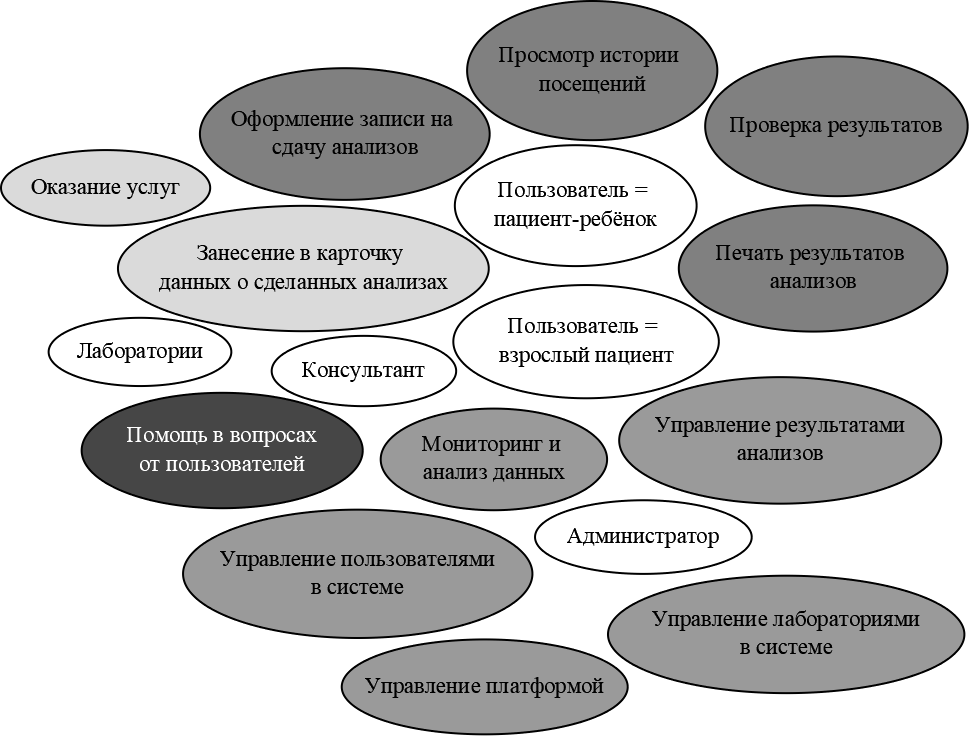 Просмотр истории
посещений
Оформление записи на
сдачу анализов
Проверка результатов
Оказание услуг
Пользователь =
пациент-ребёнок
Занесение в карточку
данных о сделанных анализах
Печать результатов
анализов
Лаборатории
Консультант
Пользователь =
взрослый пациент
Помощь в вопросах
от пользователей
Мониторинг и
анализ данных
Управление результатами
анализов
Администратор
Управление пользователями
в системе
Управление лабораториями
в системе
Управление платформой